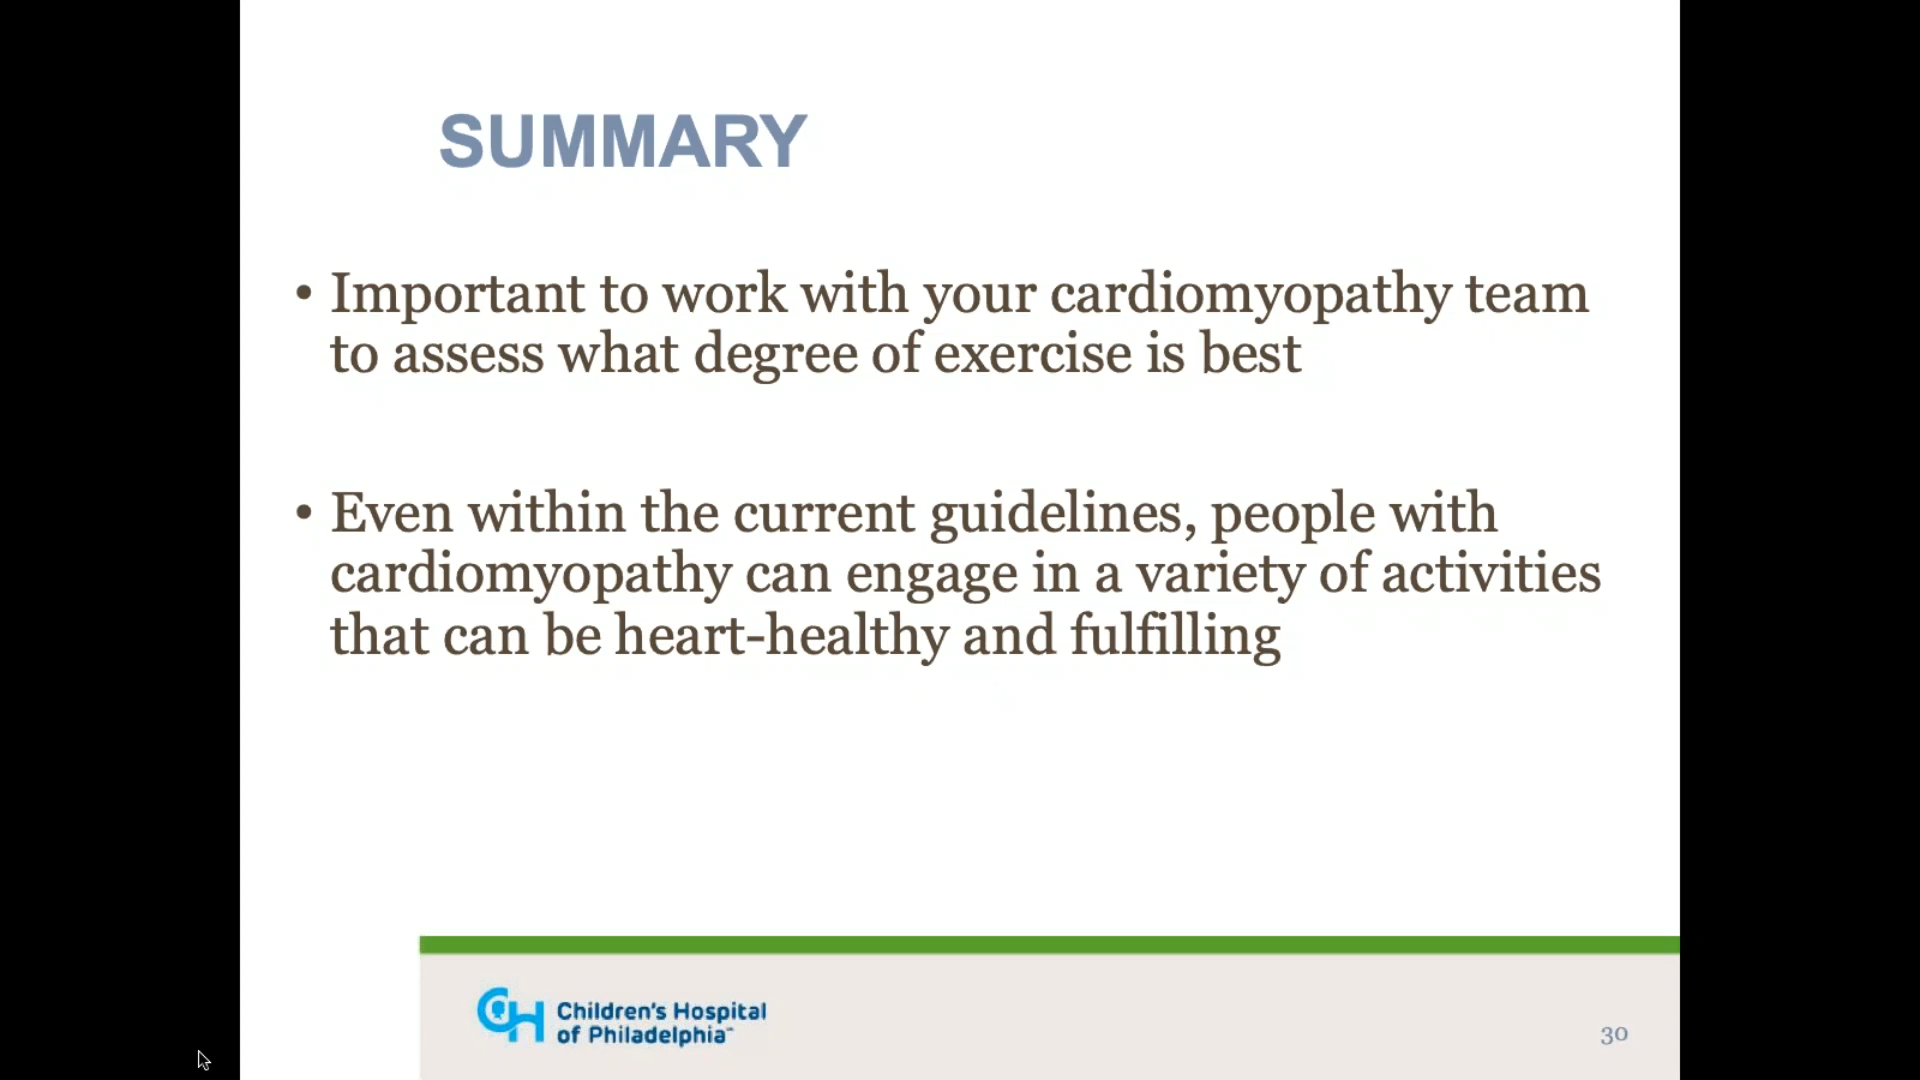 SUMMARY
• Important to work with your cardiomyopathy team
to assess what degree of exercise is best
• Even within the current guidelines, people with
cardiomyopathy can engage in a variety of activities
that can be heart-healthy and fulfilling
CH Children's Hospital
of Philadelphia™
30